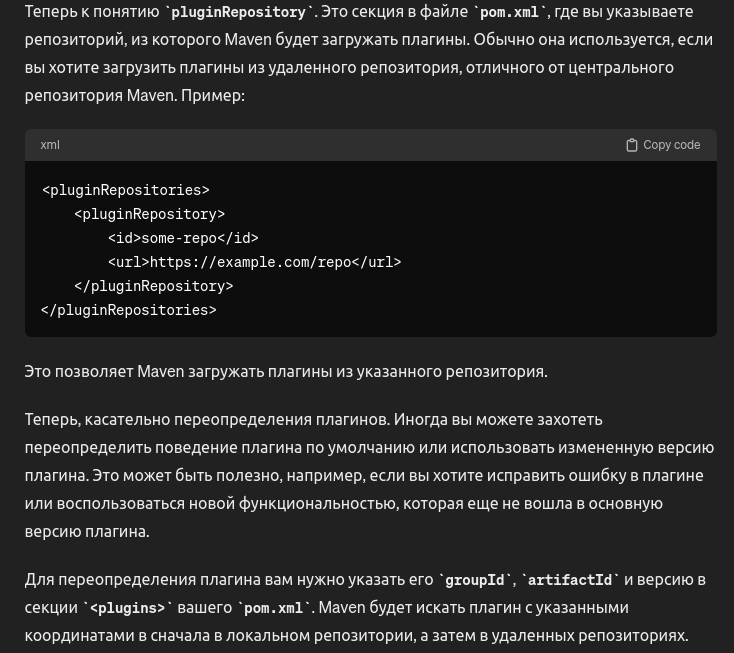 Теперь к понятию `pluginRepository`. Это секция в файле `pom.xml`, где вы указываете
репозиторий, из которого Maven будет загружать плагины. Обычно она используется, если
вы хотите загрузить плагины из удаленного репозитория, отличного от центрального
репозитория Maven. Пример:
xml
Copy code
<pluginRepositories>
    <pluginRepository>
        <id>some-repo</id>
        <url>https://example.com/repo</url>
    </pluginRepository>
</pluginRepositories>
Это позволяет Maven загружать плагины из указанного репозитория.
Теперь, касательно переопределения плагинов. Иногда вы можете захотеть
переопределить поведение плагина по умолчанию или использовать измененную версию
плагина. Это может быть полезно, например, если вы хотите исправить ошибку в плагине
или воспользоваться новой функциональностью, которая еще не вошла в основную
версию плагина.
Для переопределения плагина вам нужно указать его `groupId`, `artifactId` и версию в
секции `<plugins>` вашего `pom.xml`. Maven будет искать плагин с указанными
координатами в сначала в локальном репозитории, а затем в удаленных репозиториях.